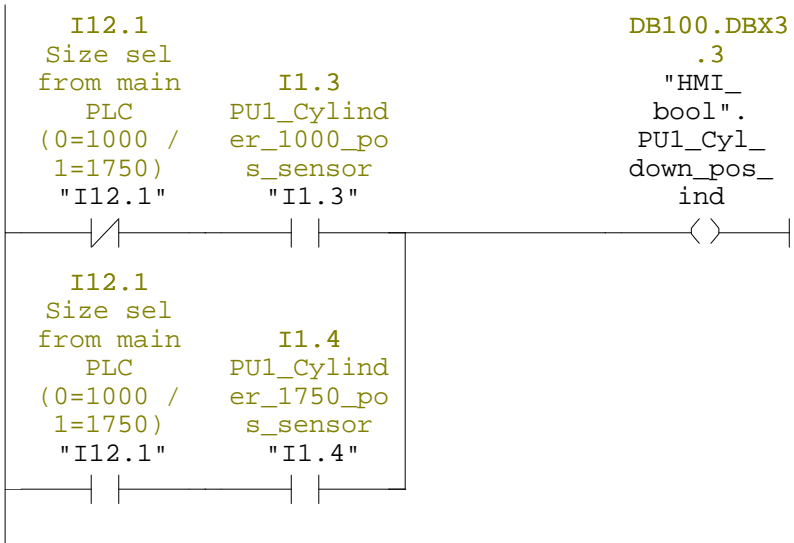 I12.1
Size sel
from main
PLC
(0=1000 /
1=1750)
"I12.1"
I1.3
PU1_Cylind
er_1000_po
s_sensor
"I1.3"
DB100.DBX3
.3
"HMI_
bool".
PU1_Cyl_
down_pos_
ind
I12.1
Size sel
from main
PLC
(0=1000 /
1=1750)
"I12.1"
I1.4
PU1_Cylind
er_1750_po
s_sensor
"I1.4"